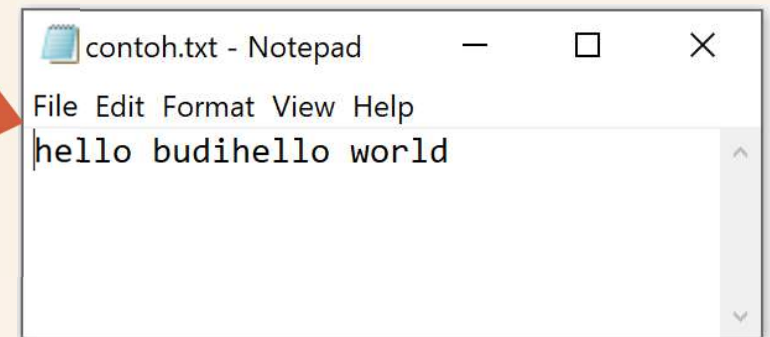 contoh.txt - Notepad
File Edit Format View Help
hello budihello world